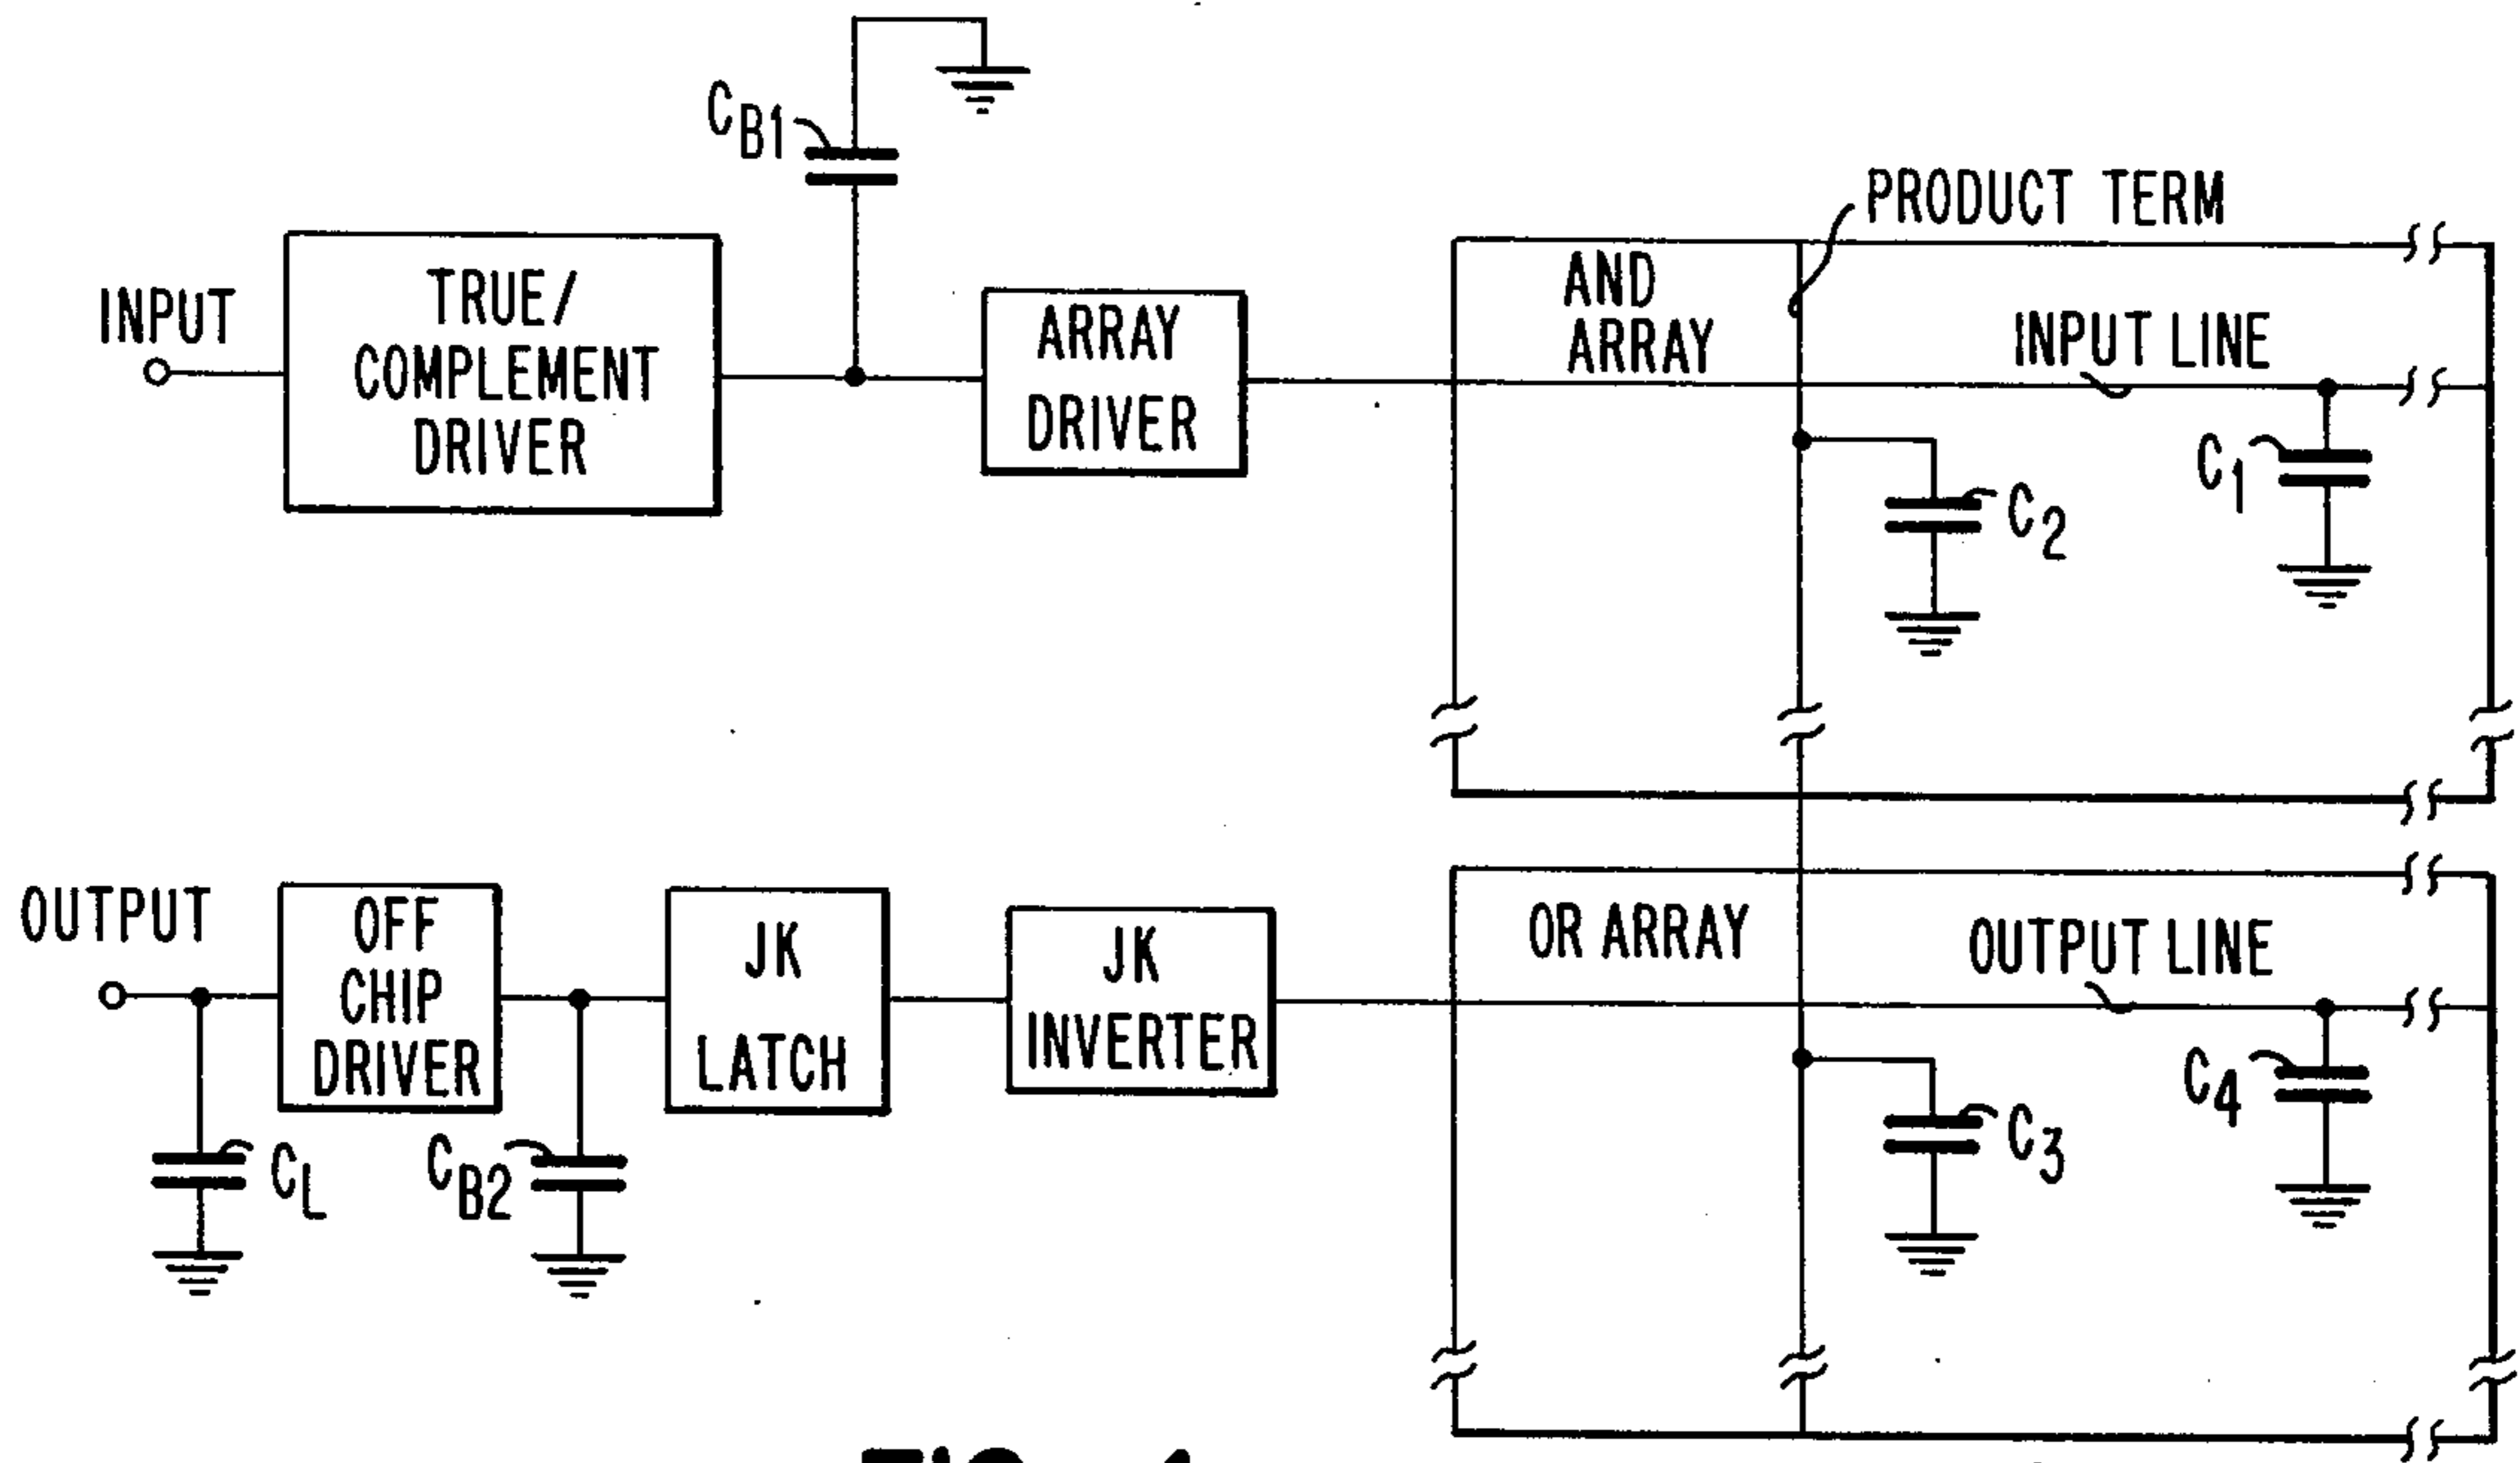 C_B1
PRODUCT TERM
INPUT
TRUE/
COMPLEMENT
DRIVER
ARRAY
DRIVER
AND
ARRAY
INPUT LINE
C_1
C_2
OUTPUT
OFF
CHIP
DRIVER
JK
LATCH
JK
INVERTER
OR ARRAY
OUTPUT LINE
C_L
C_B2
C_3
C_4